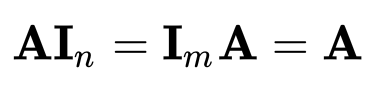 𝐀𝐈ₙ = 𝐈ₘ𝐀 = 𝐀